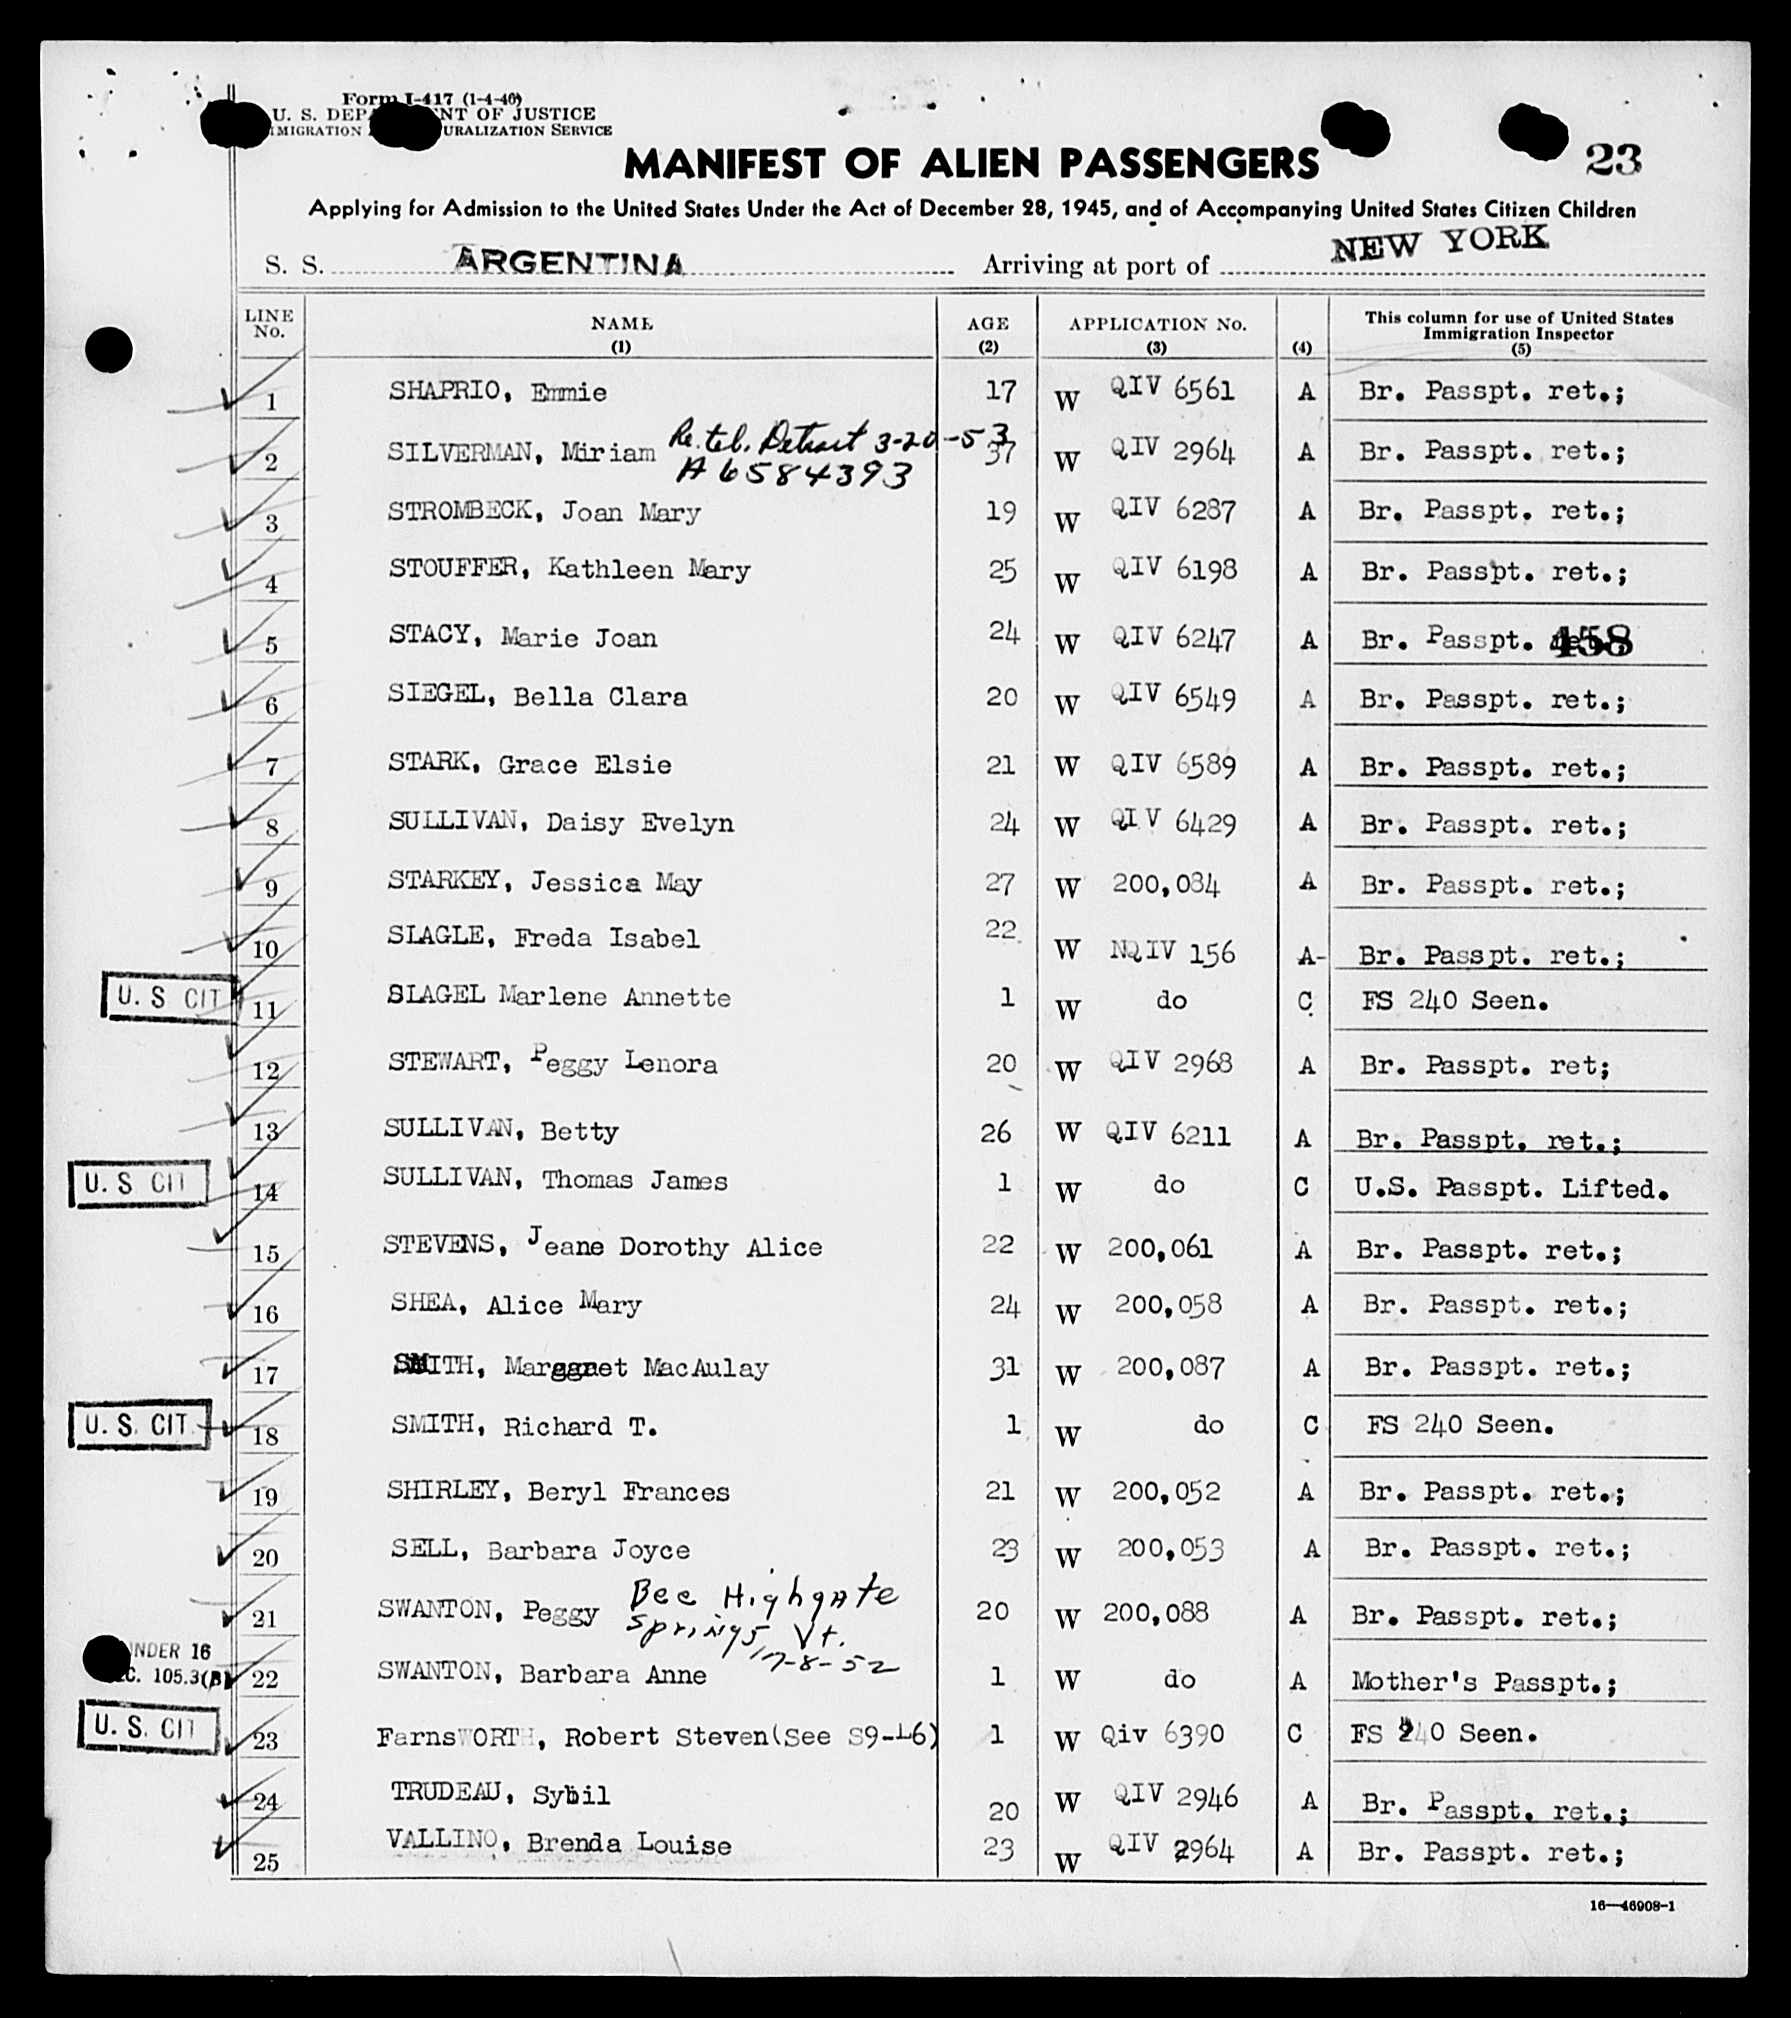 Form I-417 (1-4-46)
U. S. DEPARTMENT OF JUSTICE
IMMIGRATION NATURALIZATION SERVICE
MANIFEST OF ALIEN PASSENGERS
23
Applying for Admission to the United States Under the Act of December 28, 1945, and of Accompanying United States Citizen Children
S. S. ARGENTINA Arriving at port of NEW YORK
LINE No. NAME (1) AGE (2) APPLICATION No. (3) (4) This column for use of United States Immigration Inspector (5)
1 SHAPRIO, Emmie 17 W QIV 6561 A Br. Passpt. ret.;
Detroit 3-20-53
2 SILVERMAN, Miriam 37 W QIV 2964 A Br. Passpt. ret.;
A 6584393
3 STROMBECK, Joan Mary 19 W QIV 6287 A Br. Passpt. ret.;
4 STOUFFER, Kathleen Mary 25 W QIV 6198 A Br. Passpt. ret.;
5 STACY, Marie Joan 24 W QIV 6247 A Br. Passpt. 458
6 SIEGEL, Bella Clara 20 W QIV 6549 A Br. Passpt. ret.;
7 STARK, Grace Elsie 21 W QIV 6589 A Br. Passpt. ret.;
8 SULLIVAN, Daisy Evelyn 24 W QIV 6429 A Br. Passpt. ret.;
9 STARKEY, Jessica May 27 W 200,084 A Br. Passpt. ret.;
10 SLAGLE, Freda Isabel 22 W NQIV 156 A- Br. Passpt. ret.;
U. S CIT 11 SLAGEL Marlene Annette 1 W do C FS 240 Seen.
12 STEWART, Peggy Lenora 20 W QIV 2968 A Br. Passpt. ret;
13 SULLIVAN, Betty 26 W QIV 6211 A Br. Passpt. ret.;
U. S CIT 14 SULLIVAN, Thomas James 1 W do C U.S. Passpt. Lifted.
15 STEVENS, Jeane Dorothy Alice 22 W 200,061 A Br. Passpt. ret.;
16 SHEA, Alice Mary 24 W 200,058 A Br. Passpt. ret.;
17 SMITH, Margaret MacAulay 31 W 200,087 A Br. Passpt. ret.;
U. S. CIT. 18 SMITH, Richard T. 1 W do C FS 240 Seen.
19 SHIRLEY, Beryl Frances 21 W 200,052 A Br. Passpt. ret.;
20 SELL, Barbara Joyce 23 W 200,053 A Br. Passpt. ret.;
21 SWANTON, Peggy Bee Highgate Springs, Vt. 20 W 200,088 A Br. Passpt. ret.;
UNDER 16
105.3(B) 22 SWANTON, Barbara Anne 17-8-52 1 W do A Mother's Passpt.;
U. S. CIT 23 FarnsWORTH, Robert Steven(See S9-L6) 1 W Qiv 6390 C FS 240 Seen.
24 TRUDEAU, Sybil 20 W QIV 2946 A Br. Passpt. ret.;
25 VALLINO, Brenda Louise 23 W QIV 2964 A Br. Passpt. ret.;
16—46908-1